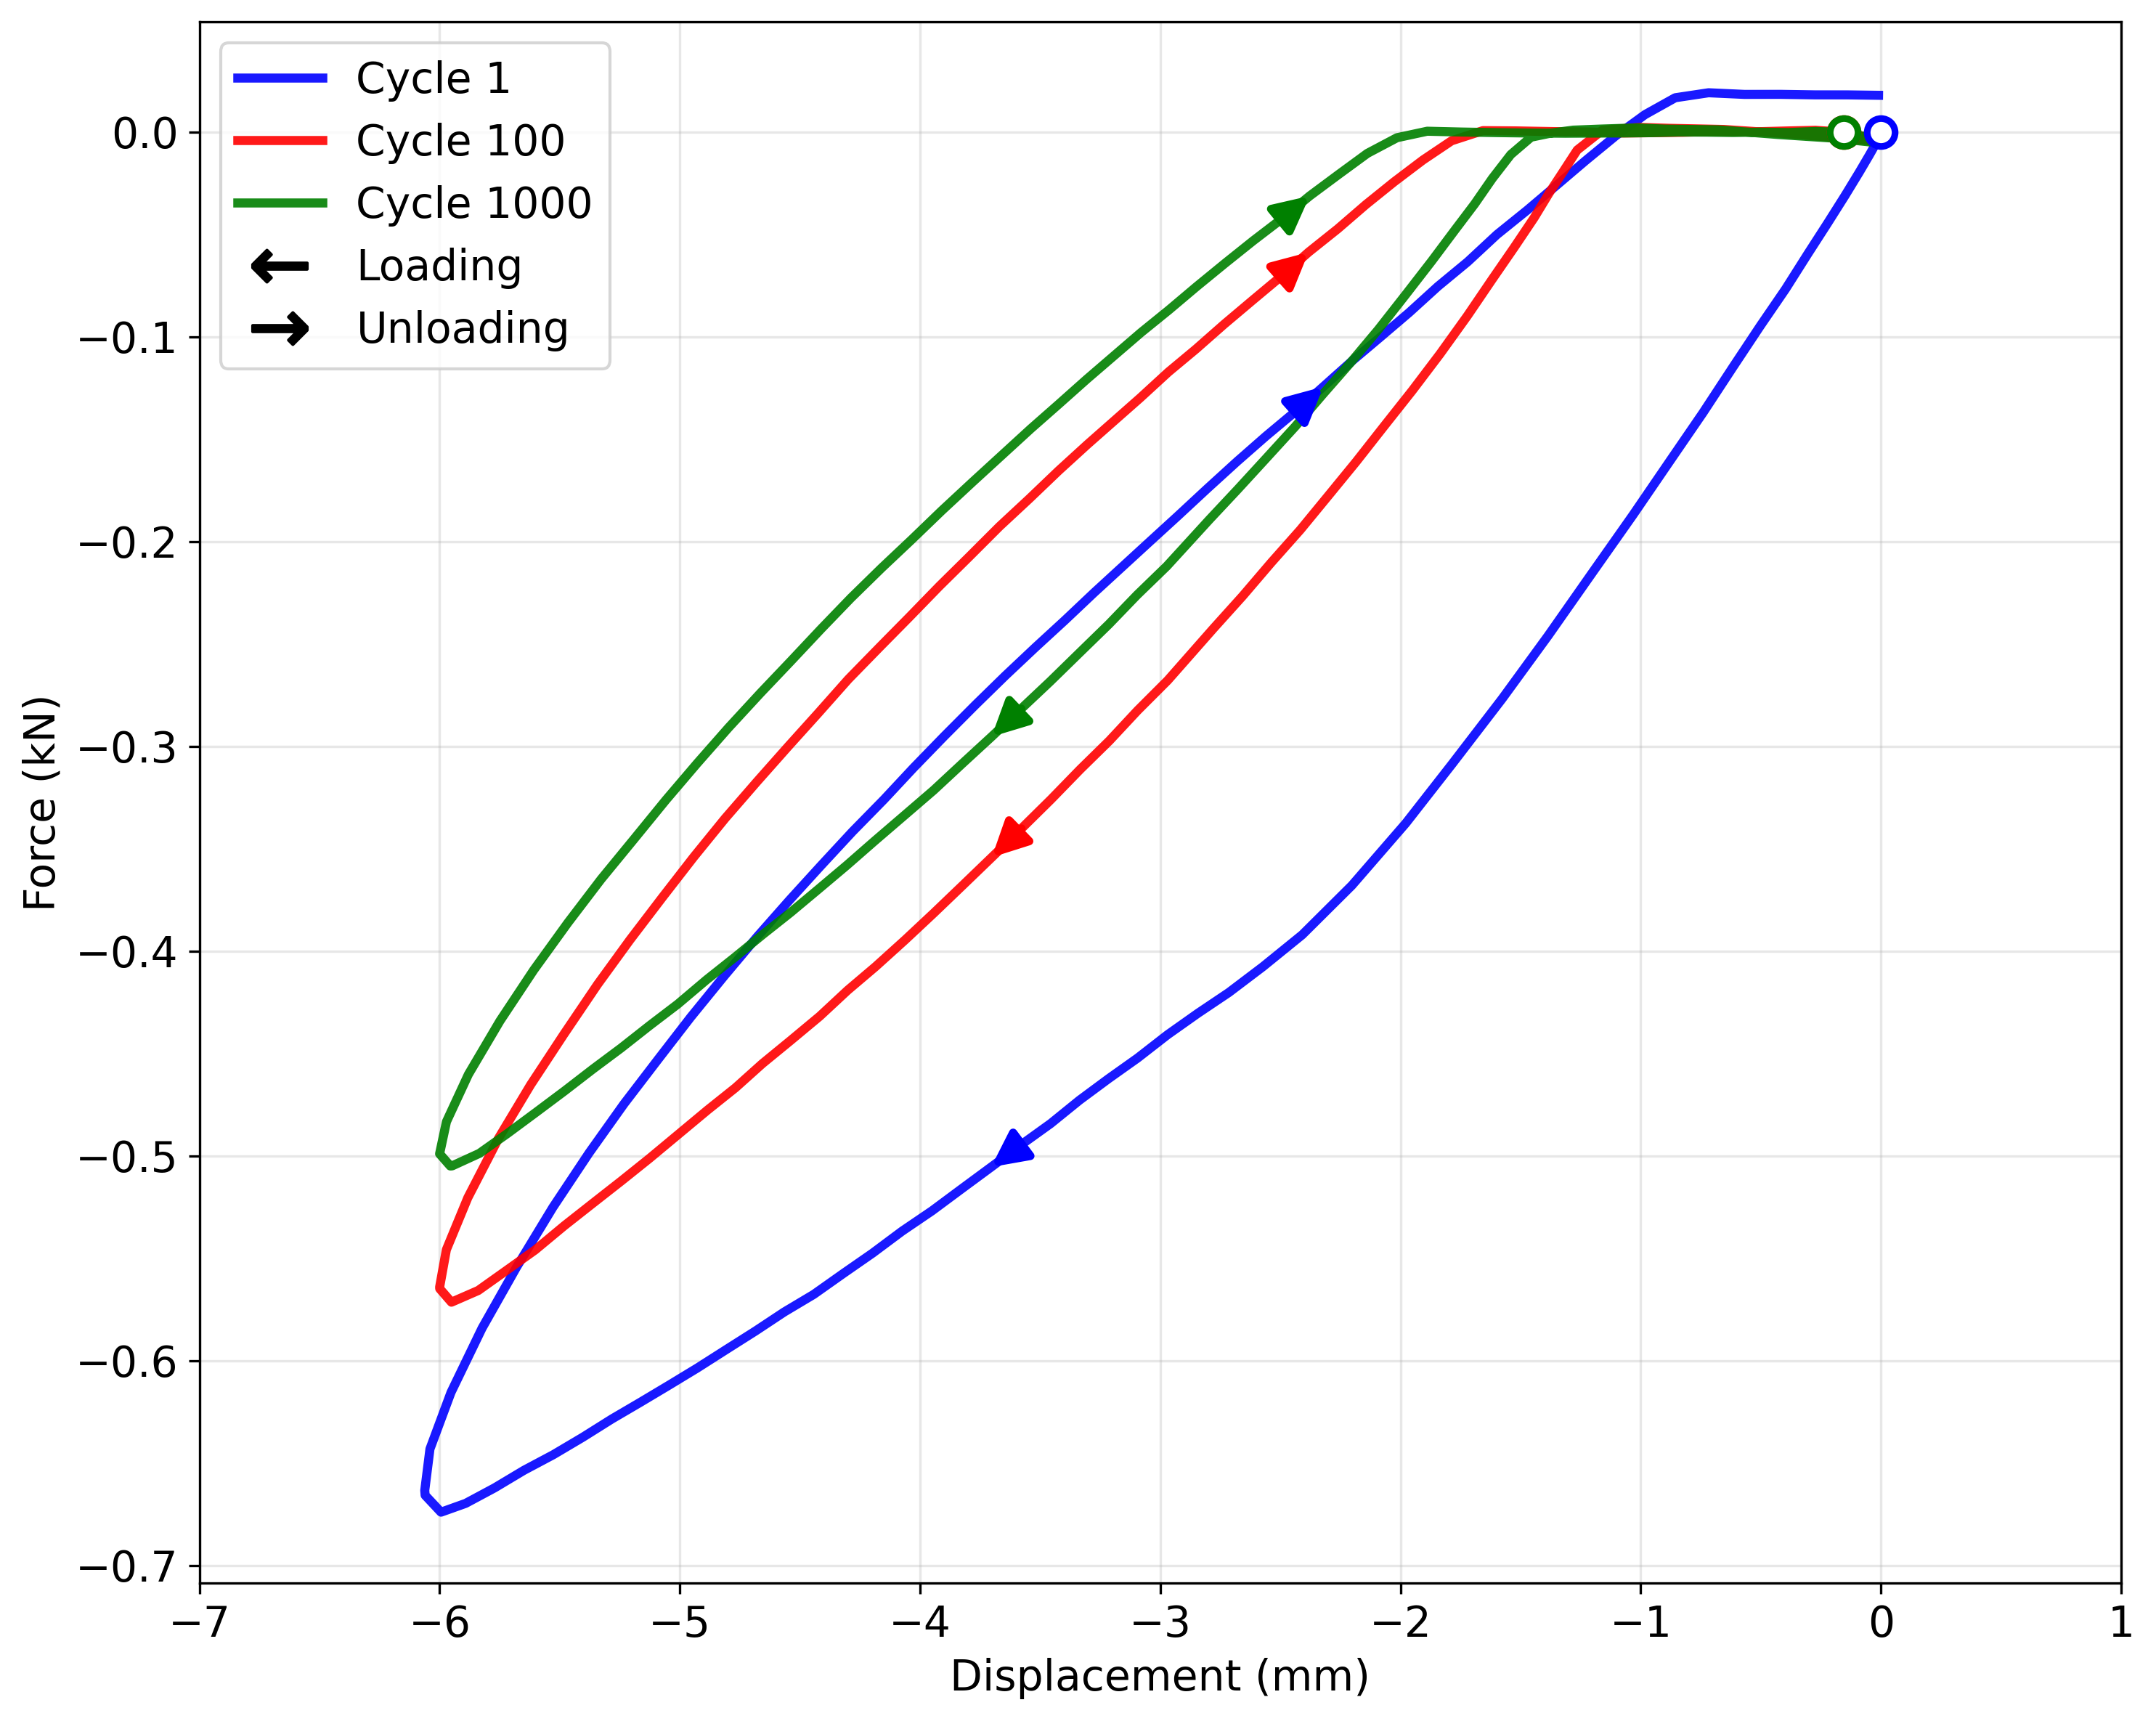 Cycle 1
Cycle 100
Cycle 1000
Loading
Unloading
0.0
−0.1
−0.2
−0.3
−0.4
−0.5
−0.6
−0.7
Force (kN)
−7 −6 −5 −4 −3 −2 −1 0 1
Displacement (mm)